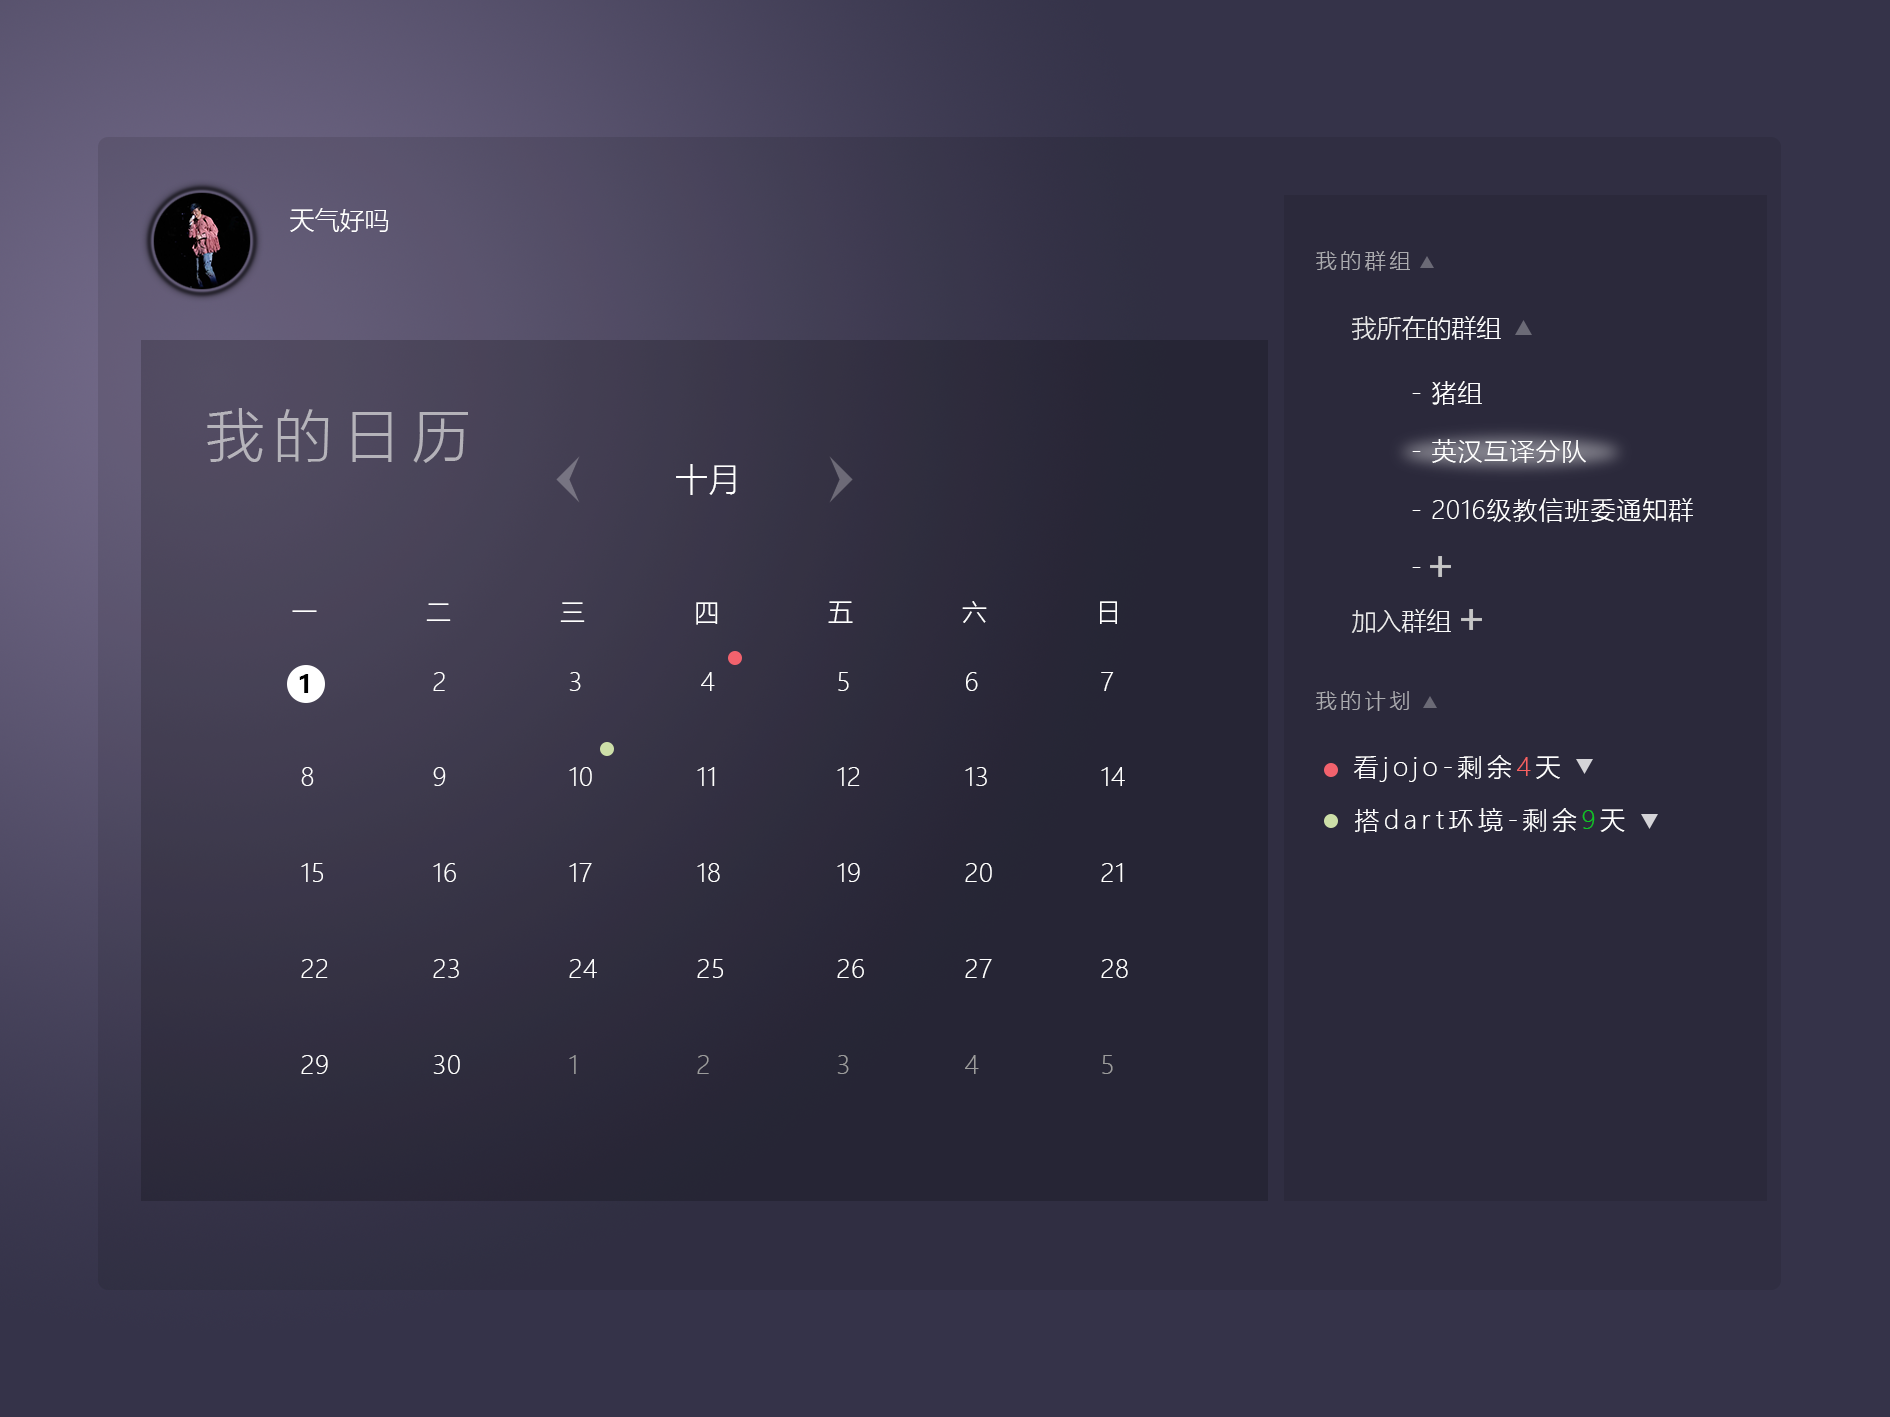 天气好吗
我的日历
十月
一 二 三 四 五 六 日
1 2 3 4 5 6 7
8 9 10 11 12 13 14
15 16 17 18 19 20 21
22 23 24 25 26 27 28
29 30 1 2 3 4 5
我的群组
我所在的群组
- 猪组
- 英汉互译分队
- 2016级教信班委通知群
- +
加入群组 +
我的计划
看jojo-剩余4天
搭dart环境-剩余9天